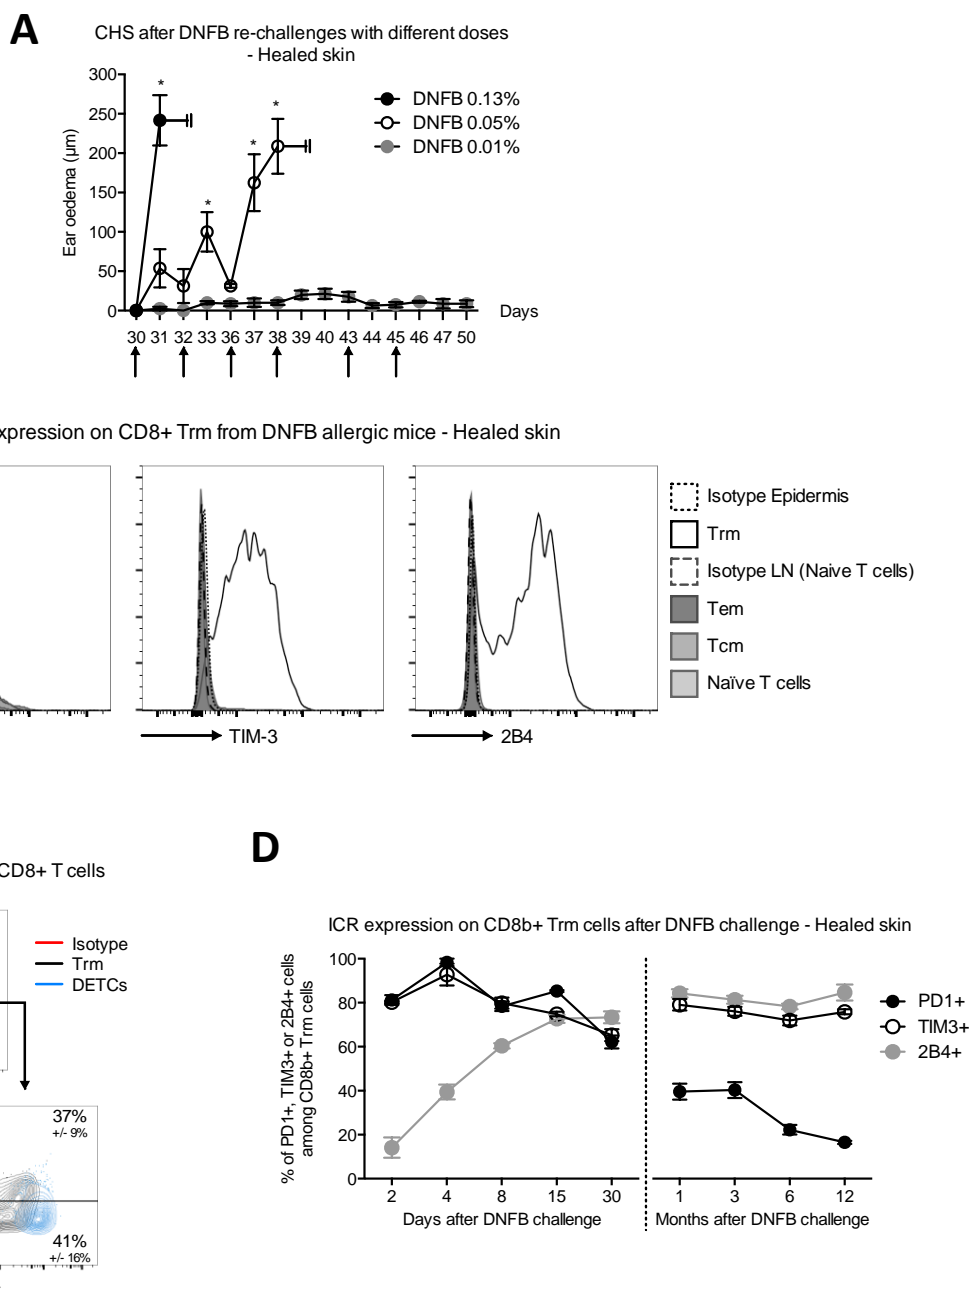 A
CHS after DNFB re-challenges with different doses
- Healed skin
300
250
200
150
100
50
0
Ear oedema (µm)
*
*
*
*
DNFB 0.13%
DNFB 0.05%
DNFB 0.01%
30 31 32 33 36 37 38 39 40 43 44 45 46 47 50
Days
xpression on CD8+ Trm from DNFB allergic mice - Healed skin
TIM-3
2B4
Isotype Epidermis
Trm
Isotype LN (Naive T cells)
Tem
Tcm
Naïve T cells
CD8+ T cells
Isotype
Trm
DETCs
37%
+/- 9%
41%
+/- 16%
D
ICR expression on CD8b+ Trm cells after DNFB challenge - Healed skin
% of PD1+, TIM3+ or 2B4+ cells
among CD8b+ Trm cells
100
80
60
40
20
0
2 4 8 15 30
Days after DNFB challenge
1 3 6 12
Months after DNFB challenge
PD1+
TIM3+
2B4+